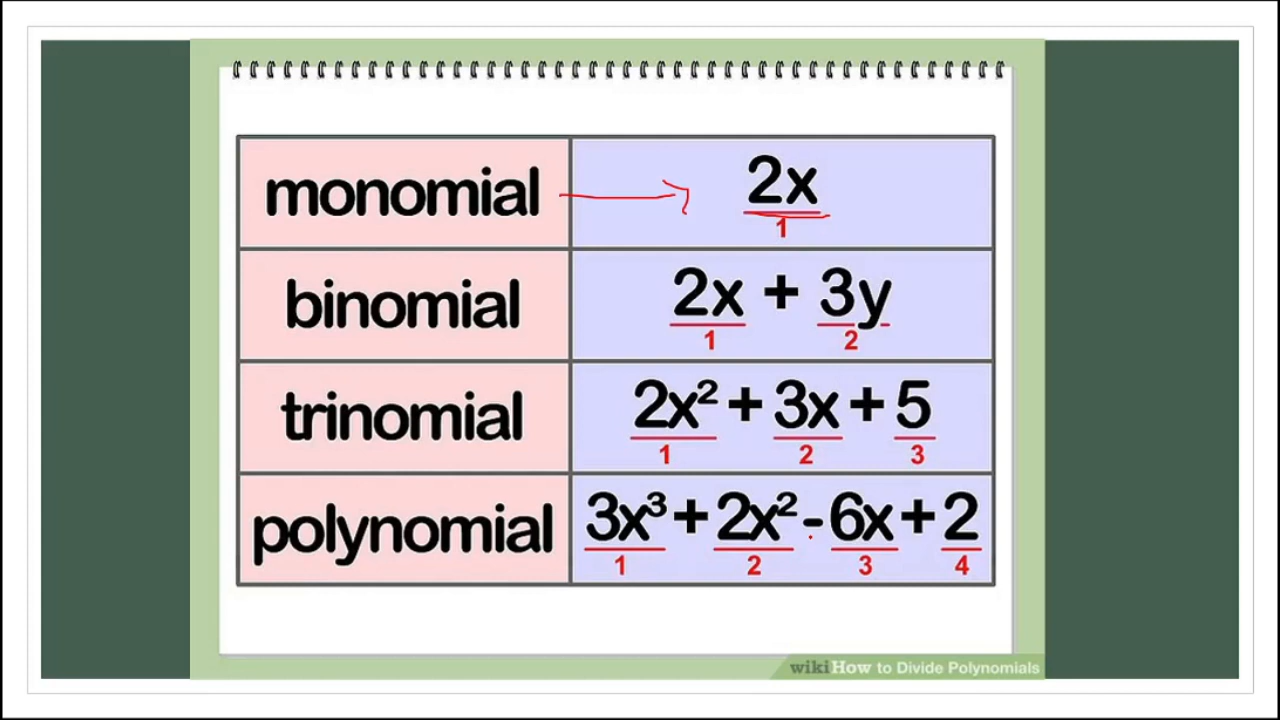 monomial 2x
1
binomial 2x + 3y
1 2
trinomial 2x² + 3x + 5
1 2 3
polynomial 3x³ + 2x² - 6x + 2
1 2 3 4
wikiHow to Divide Polynomials